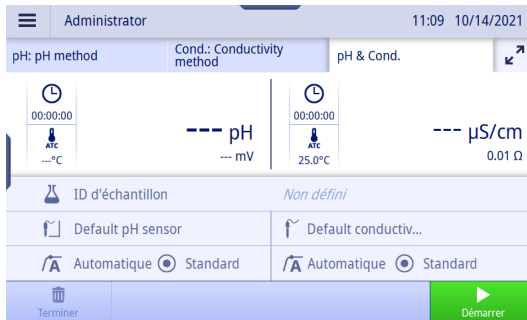 Administrator 11:09 10/14/2021
pH: pH method
Cond.: Conductivity
method
pH & Cond.
00:00:00
ATC
---°C
--- pH
--- mV
00:00:00
ATC
25.0°C
--- µS/cm
0.01 Ω
ID d'échantillon Non défini
Default pH sensor Default conductiv...
A Automatique Standard A Automatique Standard
Terminer Démarrer